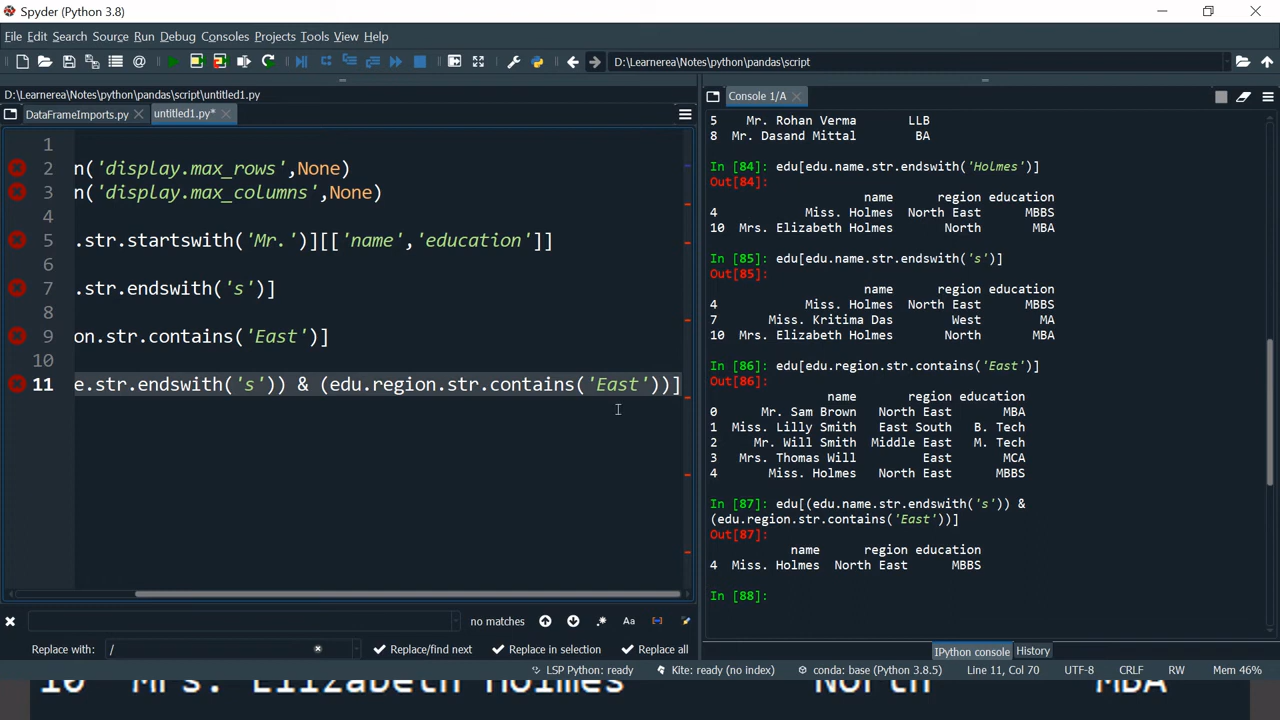 Spyder (Python 3.8)
File Edit Search Source Run Debug Consoles Projects Tools View Help
D:\Learnerea\Notes\python\pandas\script
D:\Learnerea\Notes\python\pandas\script\untitled1.py
DataFrameImports.py untitled1.py*
1
2 n('display.max_rows',None)
3 n('display.max_columns',None)
4
5 .str.startswith('Mr.')][['name','education']]
6
7 .str.endswith('s')]
8
9 on.str.contains('East')]
10
11 e.str.endswith('s')) & (edu.region.str.contains('East'))]
no matches Aa
Replace with: / Replace/find next Replace in selection Replace all
Console 1/A
5 Mr. Rohan Verma LLB
8 Mr. Dasand Mittal BA
In [84]: edu[edu.name.str.endswith('Holmes')]
Out[84]:
name region education
4 Miss. Holmes North East MBBS
10 Mrs. Elizabeth Holmes North MBA
In [85]: edu[edu.name.str.endswith('s')]
Out[85]:
name region education
4 Miss. Holmes North East MBBS
7 Miss. Kritima Das West MA
10 Mrs. Elizabeth Holmes North MBA
In [86]: edu[edu.region.str.contains('East')]
Out[86]:
name region education
0 Mr. Sam Brown North East MBA
1 Miss. Lilly Smith East South B. Tech
2 Mr. Will Smith Middle East M. Tech
3 Mrs. Thomas Will East MCA
4 Miss. Holmes North East MBBS
In [87]: edu[(edu.name.str.endswith('s')) &
(edu.region.str.contains('East'))]
Out[87]:
name region education
4 Miss. Holmes North East MBBS
In [88]:
IPython console History
LSP Python: ready Kite: ready (no index) conda: base (Python 3.8.5) Line 11, Col 70 UTF-8 CRLF RW Mem 46%
10 Mrs. Elizabeth Holmes North MBA